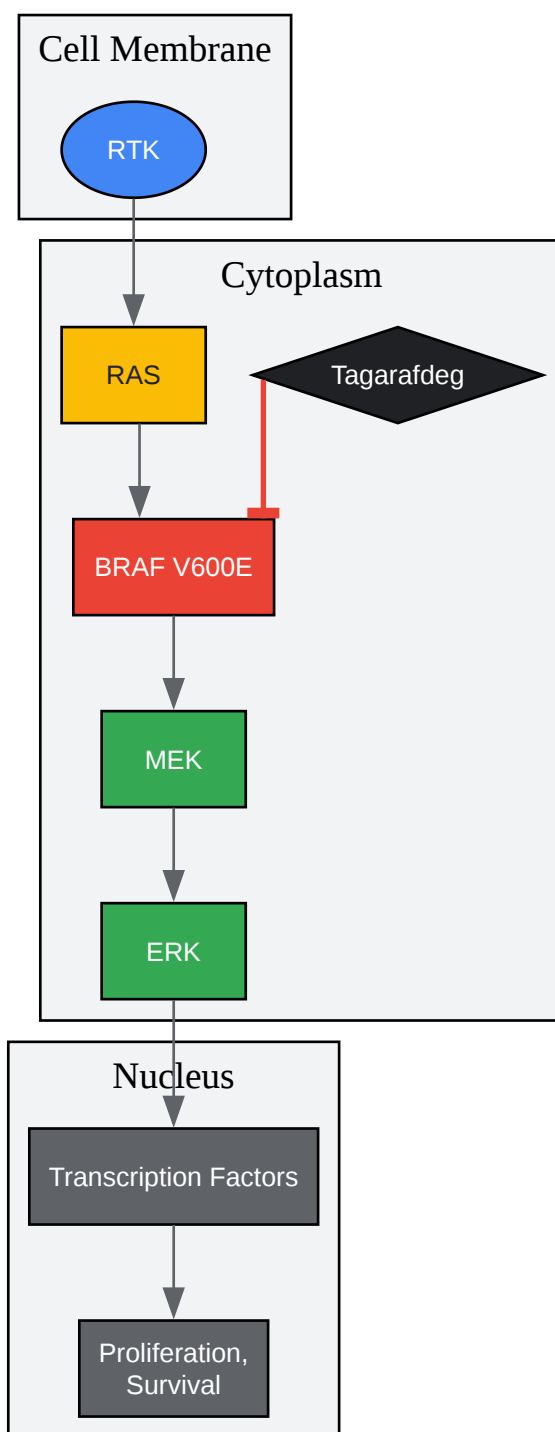 Cell Membrane
RTK
Cytoplasm
RAS
Tagarafdeg
BRAF V600E
MEK
ERK
Nucleus
Transcription Factors
Proliferation,
Survival